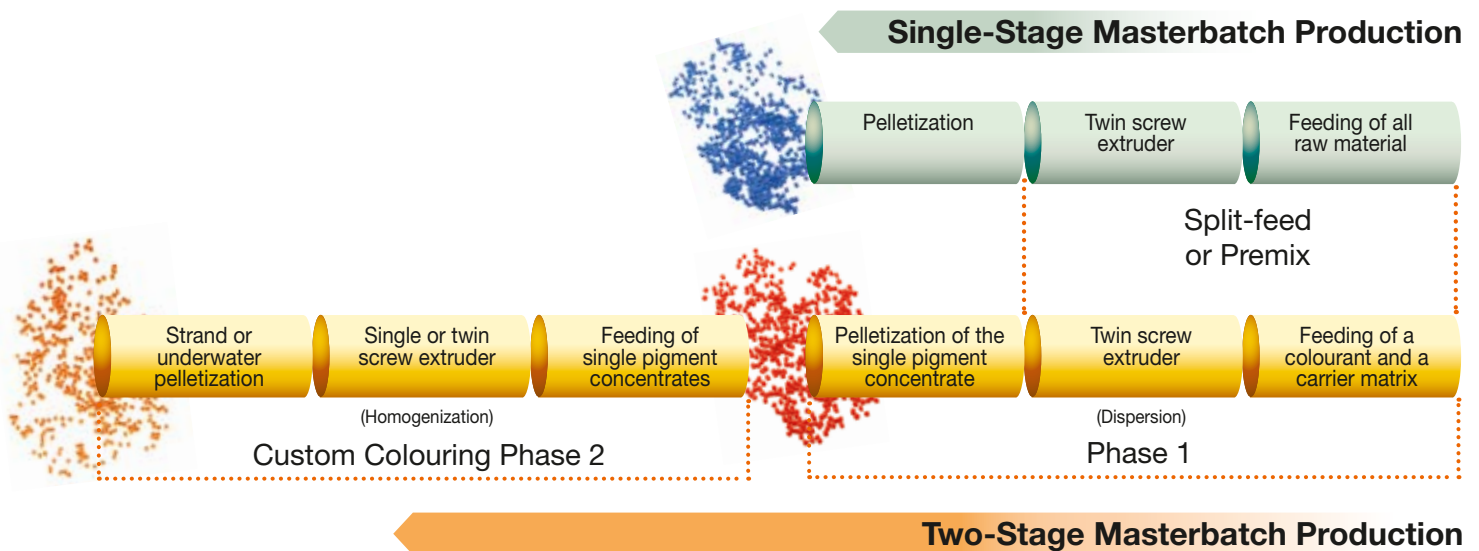 Single-Stage Masterbatch Production
Pelletization
Twin screw
extruder
Feeding of all
raw material
Split-feed
or Premix
Strand or
underwater
pelletization
Single or twin
screw extruder
Feeding of
single pigment
concentrates
Pelletization of the
single pigment
concentrate
Twin screw
extruder
Feeding of a
colourant and a
carrier matrix
(Homogenization)
(Dispersion)
Custom Colouring Phase 2
Phase 1
Two-Stage Masterbatch Production